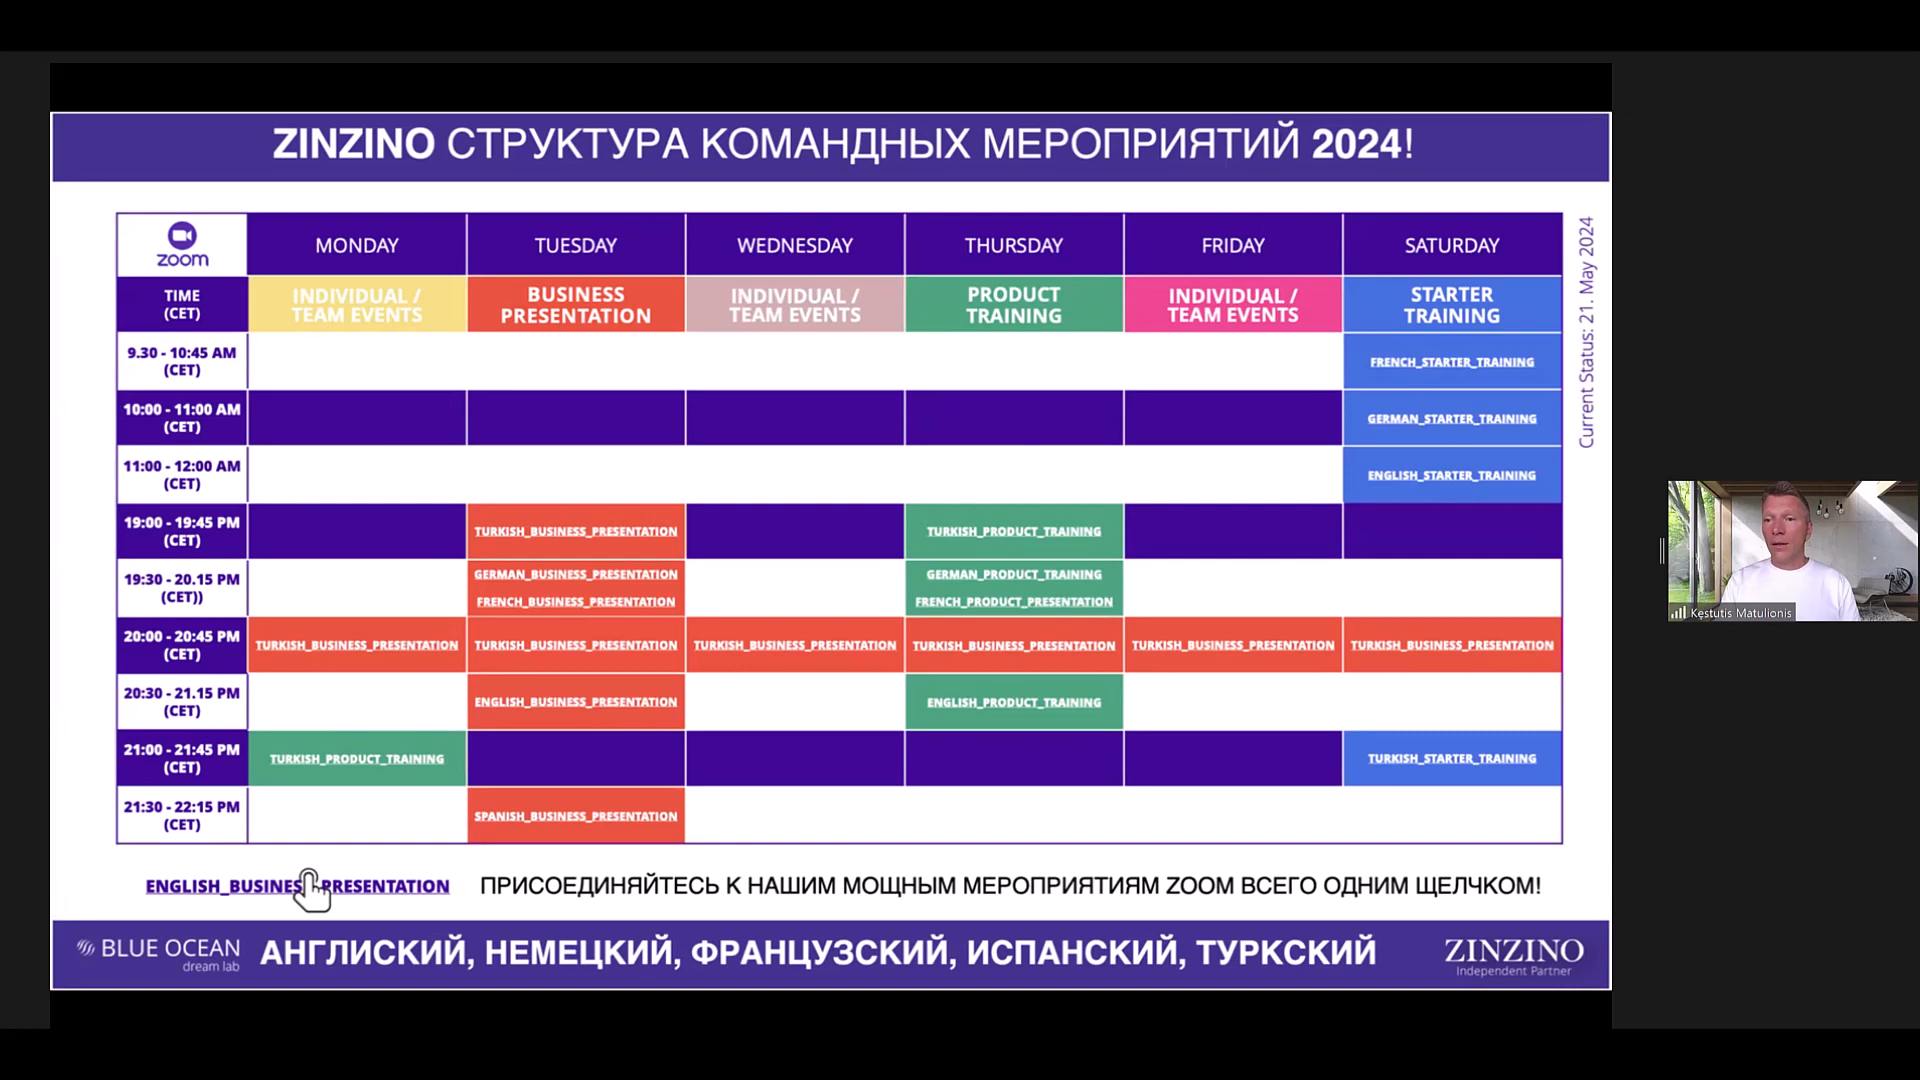 ZINZINO СТРУКТУРА КОМАНДНЫХ МЕРОПРИЯТИЙ 2024!
zoom
MONDAY
TUESDAY
WEDNESDAY
THURSDAY
FRIDAY
SATURDAY
TIME
(CET)
INDIVIDUAL /
TEAM EVENTS
BUSINESS
PRESENTATION
INDIVIDUAL /
TEAM EVENTS
PRODUCT
TRAINING
INDIVIDUAL /
TEAM EVENTS
STARTER
TRAINING
9.30 - 10:45 AM
(CET)
FRENCH_STARTER_TRAINING
10:00 - 11:00 AM
(CET)
GERMAN_STARTER_TRAINING
11:00 - 12:00 AM
(CET)
ENGLISH_STARTER_TRAINING
19:00 - 19:45 PM
(CET)
TURKISH_BUSINESS_PRESENTATION
TURKISH_PRODUCT_TRAINING
19:30 - 20.15 PM
(CET))
GERMAN_BUSINESS_PRESENTATION
FRENCH_BUSINESS_PRESENTATION
GERMAN_PRODUCT_TRAINING
FRENCH_PRODUCT_PRESENTATION
20:00 - 20:45 PM
(CET)
TURKISH_BUSINESS_PRESENTATION
TURKISH_BUSINESS_PRESENTATION
TURKISH_BUSINESS_PRESENTATION
TURKISH_BUSINESS_PRESENTATION
TURKISH_BUSINESS_PRESENTATION
TURKISH_BUSINESS_PRESENTATION
20:30 - 21.15 PM
(CET)
ENGLISH_BUSINESS_PRESENTATION
ENGLISH_PRODUCT_TRAINING
21:00 - 21:45 PM
(CET)
TURKISH_PRODUCT_TRAINING
TURKISH_STARTER_TRAINING
21:30 - 22:15 PM
(CET)
SPANISH_BUSINESS_PRESENTATION
Current Status: 21. May 2024
ENGLISH_BUSINESS_PRESENTATION
ПРИСОЕДИНЯЙТЕСЬ К НАШИМ МОЩНЫМ МЕРОПРИЯТИЯМ ZOOM ВСЕГО ОДНИМ ЩЕЛЧКОМ!
BLUE OCEAN
dream lab
АНГЛИСКИЙ, НЕМЕЦКИЙ, ФРАНЦУЗСКИЙ, ИСПАНСКИЙ, ТУРКСКИЙ
ZINZINO
Independent Partner
Kęstutis Matulionis